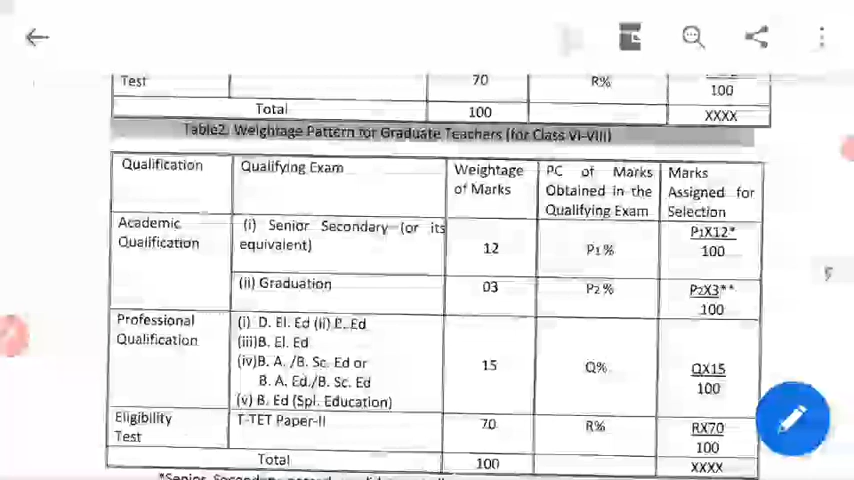 Test 70 R% 100
Total 100 XXXX
Table2. Weightage Pattern for Graduate Teachers (for Class VI-VIII)
Qualification Qualifying Exam Weightage of Marks PC of Marks Obtained in the Qualifying Exam Marks Assigned for Selection
Academic Qualification (i) Senior Secondary (or its equivalent) 12 P1% P1X12* 100
(ii) Graduation 03 P2% P2X3** 100
Professional Qualification
(i) D. El. Ed (ii) B. Ed
(iii)B. El. Ed
(iv)B. A. /B. Sc. Ed or
B. A. Ed./B. Sc. Ed
(v) B. Ed (Spl. Education)
15 Q% QX15 100
Eligibility Test T-TET Paper-II 70 R% RX70 100
Total 100 XXXX